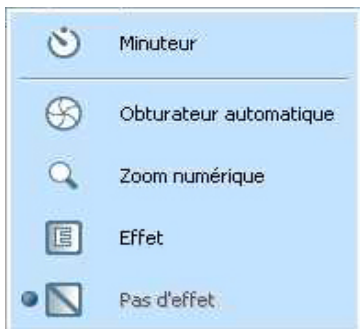 Minuteur
Obturateur automatique
Zoom numérique
Effet
Pas d'effet